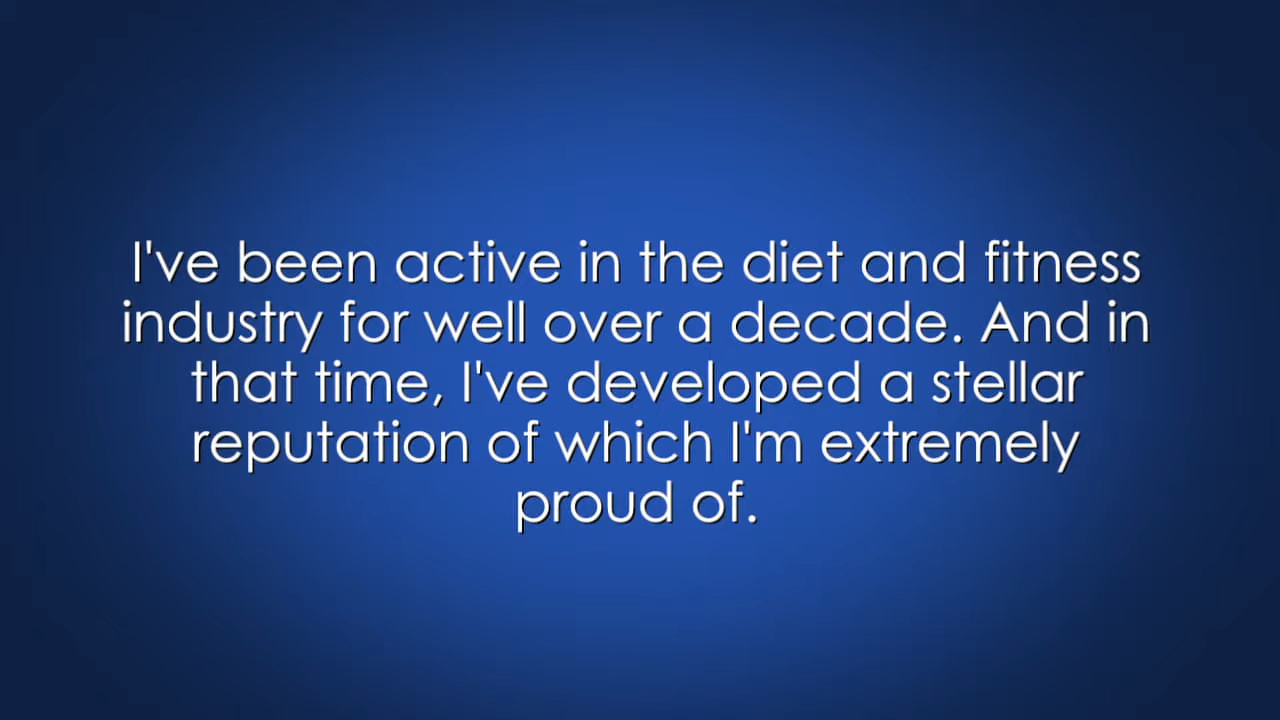 I've been active in the diet and fitness
industry for well over a decade. And in
that time, I've developed a stellar
reputation of which I'm extremely
proud of.